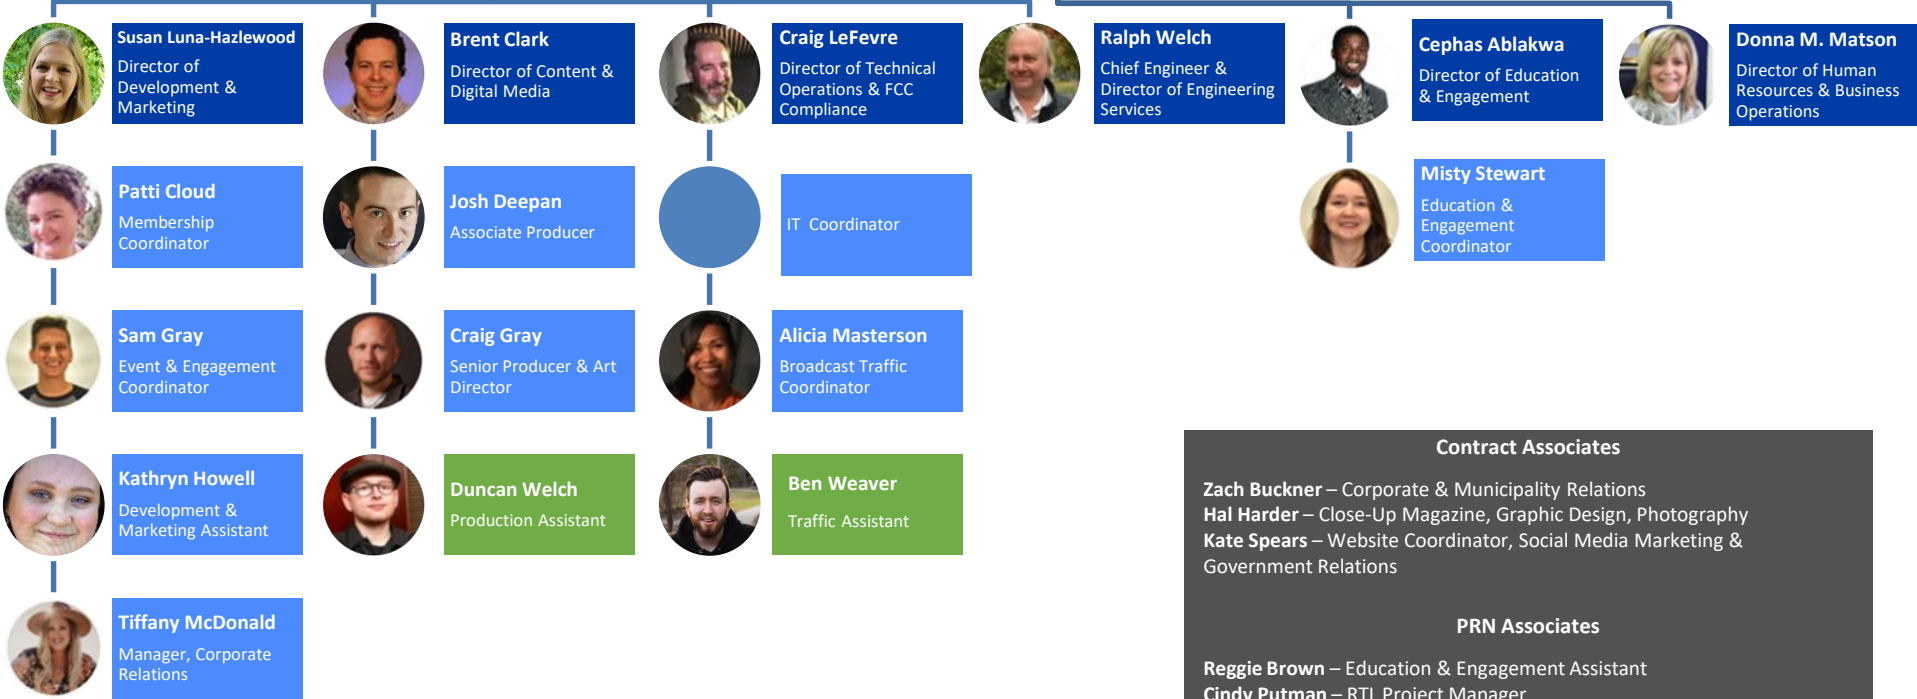 Susan Luna-Hazlewood
Director of
Development &
Marketing
Brent Clark
Director of Content &
Digital Media
Craig LeFevre
Director of Technical
Operations & FCC
Compliance
Ralph Welch
Chief Engineer &
Director of Engineering
Services
Cephas Ablakwa
Director of Education
& Engagement
Donna M. Matson
Director of Human
Resources & Business
Operations
Patti Cloud
Membership
Coordinator
Josh Deepan
Associate Producer
IT Coordinator
Misty Stewart
Education &
Engagement
Coordinator
Sam Gray
Event & Engagement
Coordinator
Craig Gray
Senior Producer & Art
Director
Alicia Masterson
Broadcast Traffic
Coordinator
Kathryn Howell
Development &
Marketing Assistant
Duncan Welch
Production Assistant
Ben Weaver
Traffic Assistant
Tiffany McDonald
Manager, Corporate
Relations
Contract Associates
Zach Buckner – Corporate & Municipality Relations
Hal Harder – Close-Up Magazine, Graphic Design, Photography
Kate Spears – Website Coordinator, Social Media Marketing &
Government Relations
PRN Associates
Reggie Brown – Education & Engagement Assistant
Cindy Putman – RTL Project Manager